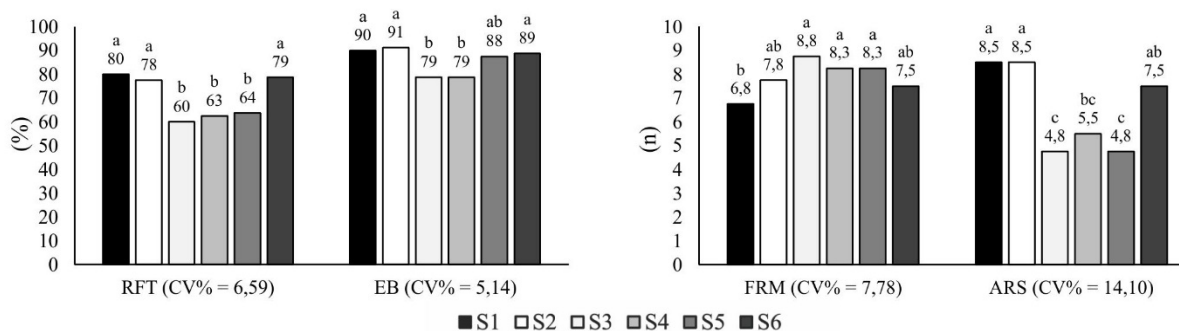 100
90
80
70
60
50
40
30
20
10
0
(%)
a a b b b a
80 78 60 63 64 79
a a b b ab a
90 91 79 79 88 89
RFT (CV% = 6,59) EB (CV% = 5,14)
10
9
8
7
6
5
4
3
2
1
0
(n)
b ab a a a ab
6,8 7,8 8,8 8,3 8,3 7,5
a a c bc c ab
8,5 8,5 4,8 5,5 4,8 7,5
FRM (CV% = 7,78) ARS (CV% = 14,10)
S1 S2 S3 S4 S5 S6